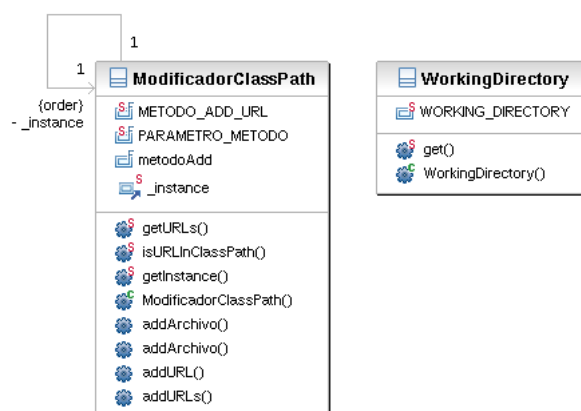 1
1
{order}
- _instance
ModificadorClassPath
METODO_ADD_URL
PARAMETRO_METODO
metodoAdd
_instance
getURLs()
isURLInClassPath()
getInstance()
ModificadorClassPath()
addArchivo()
addArchivo()
addURL()
addURLs()
WorkingDirectory
WORKING_DIRECTORY
get()
WorkingDirectory()